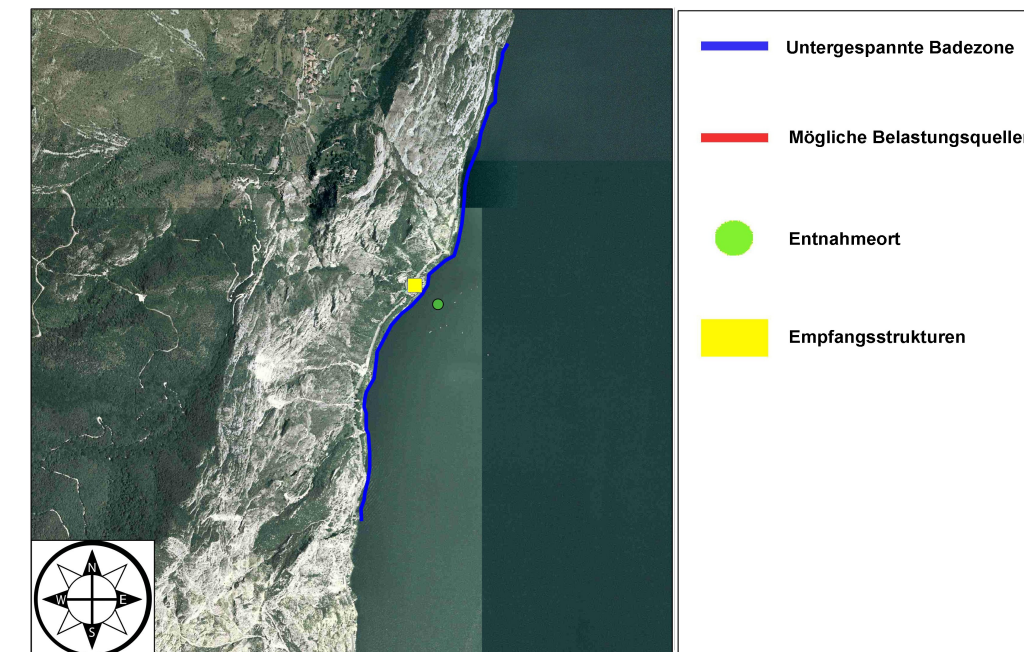 Untergespannte Badezone
Mögliche Belastungsqueller
Entnahmeort
Empfangsstrukturen
N
W E
S